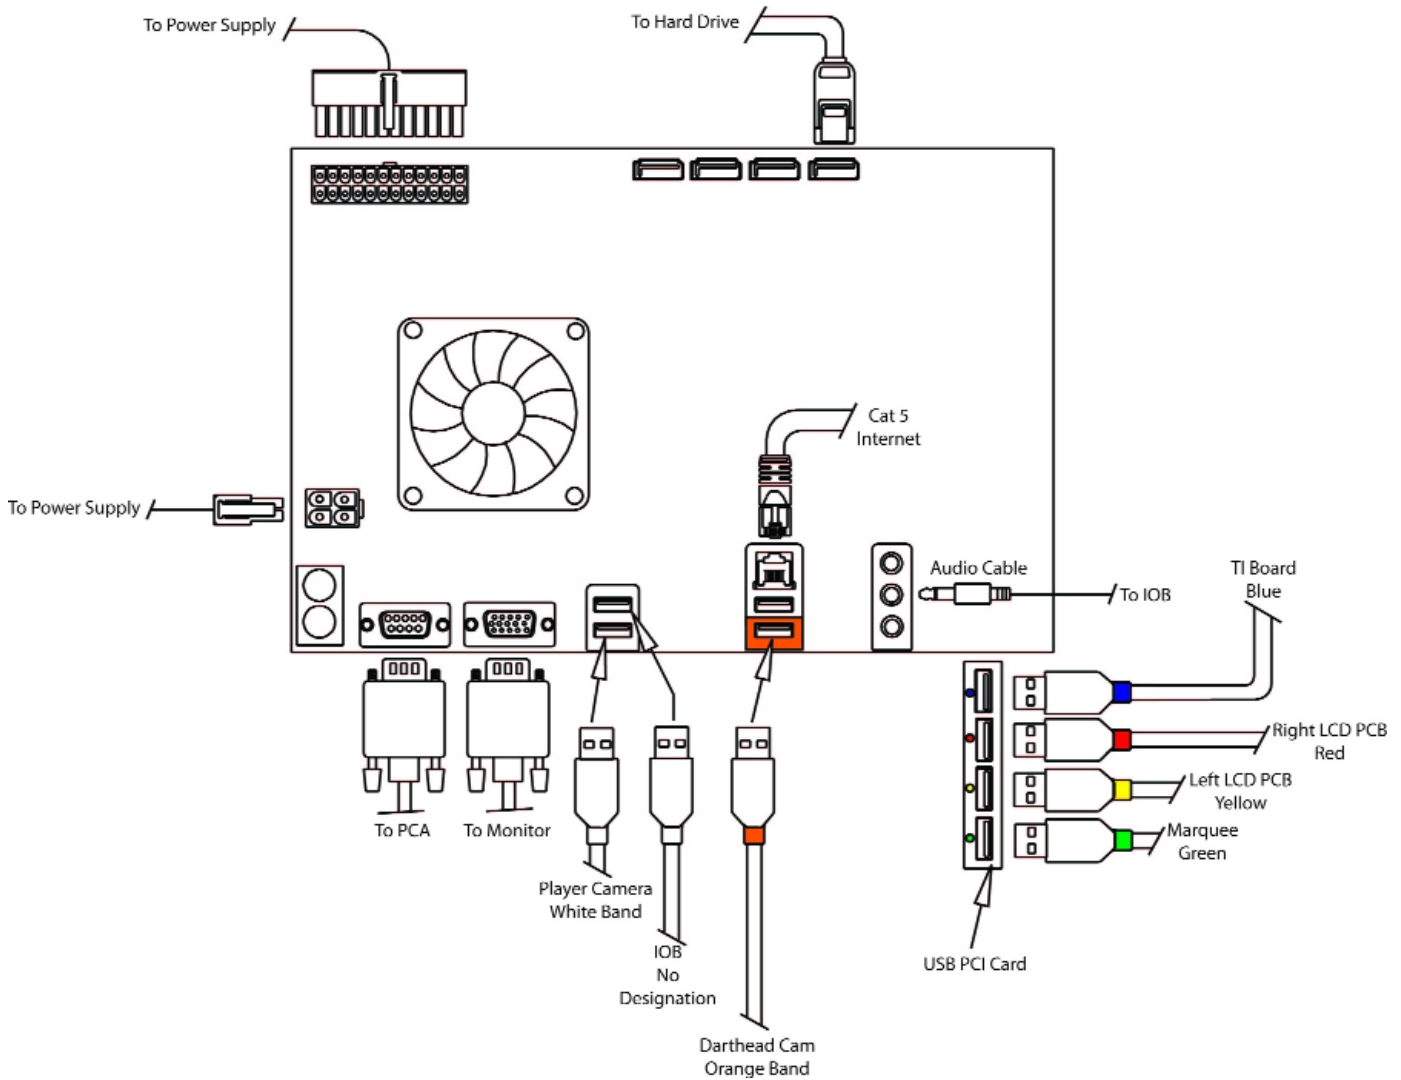 To Power Supply
To Hard Drive
Cat 5
Internet
To Power Supply
Audio Cable
To IOB
TI Board
Blue
Right LCD PCB
Red
Left LCD PCB
Yellow
Marquee
Green
To PCA
To Monitor
Player Camera
White Band
IOB
No
Designation
USB PCI Card
Darthead Cam
Orange Band